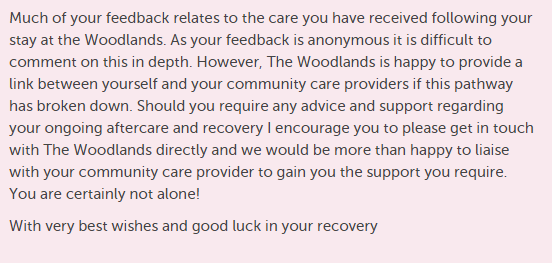 Much of your feedback relates to the care you have received following your
stay at the Woodlands. As your feedback is anonymous it is difficult to
comment on this in depth. However, The Woodlands is happy to provide a
link between yourself and your community care providers if this pathway
has broken down. Should you require any advice and support regarding
your ongoing aftercare and recovery I encourage you to please get in touch
with The Woodlands directly and we would be more than happy to liaise
with your community care provider to gain you the support you require.
You are certainly not alone!
With very best wishes and good luck in your recovery